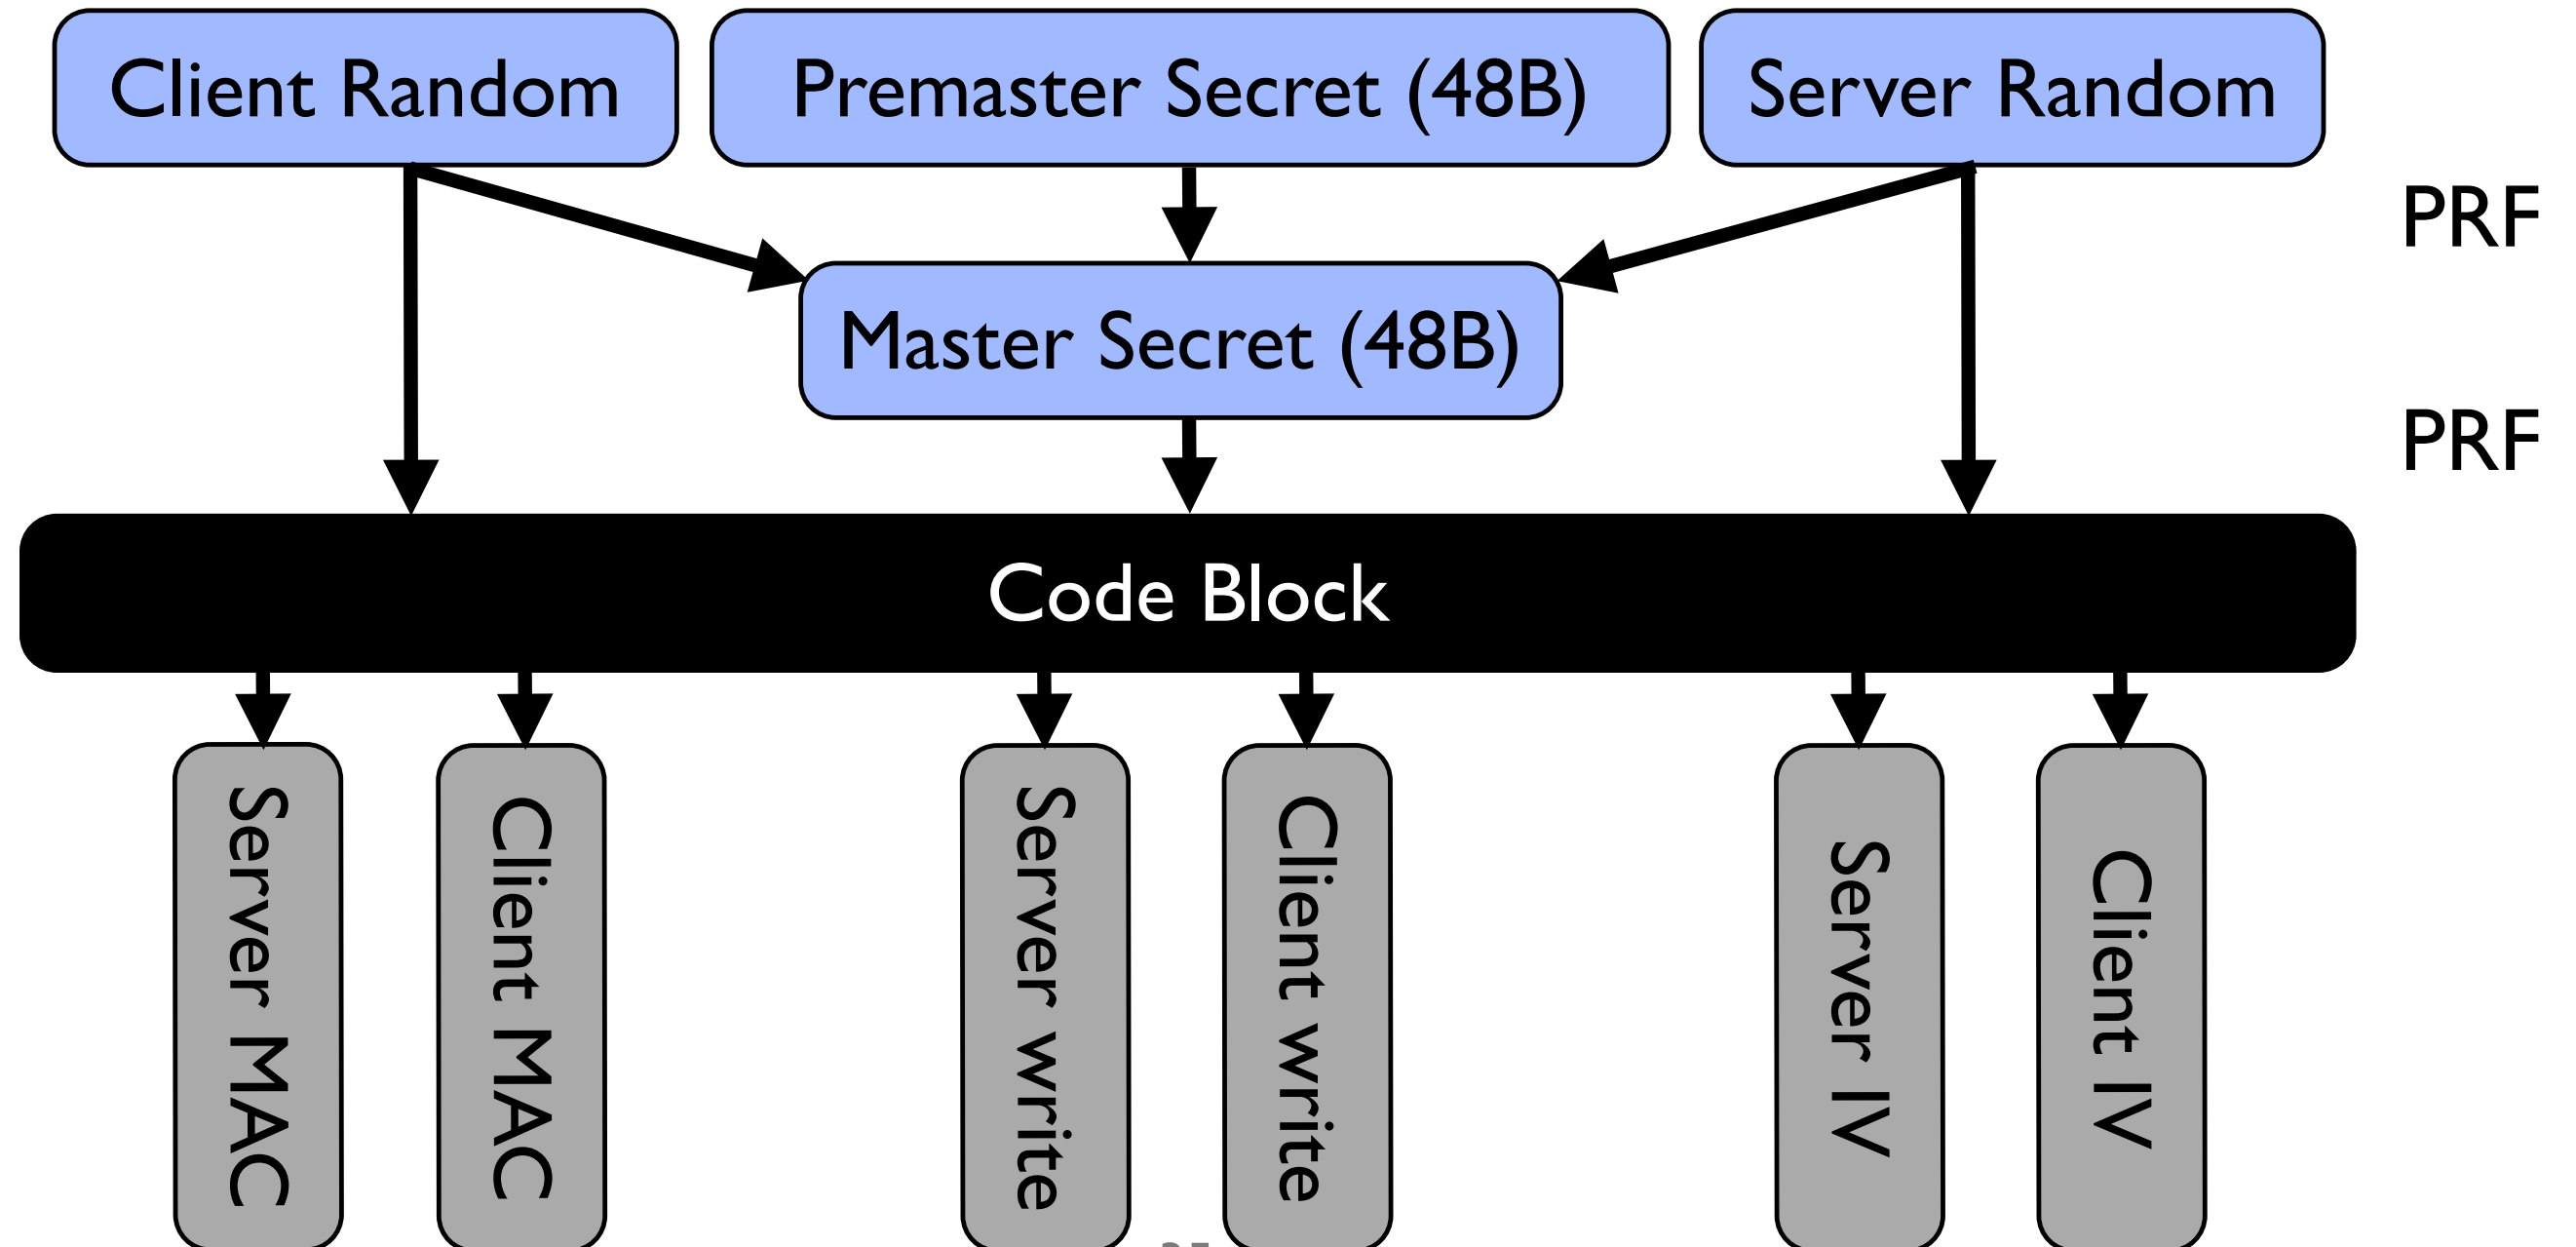 Client Random
Premaster Secret (48B)
Server Random
PRF
Master Secret (48B)
PRF
Code Block
Server MAC
Client MAC
Server write
Client write
Server IV
Client IV